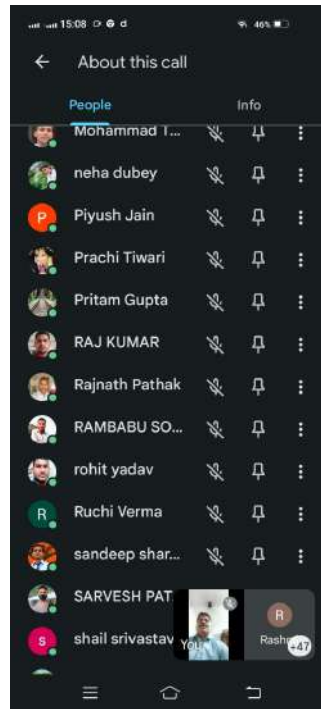 15:08 d 46%
About this call
People Info
Mohammad T...
neha dubey
P Piyush Jain
Prachi Tiwari
Pritam Gupta
RAJ KUMAR
Rajnath Pathak
RAMBABU SO...
rohit yadav
R Ruchi Verma
sandeep shar...
SARVESH PAT
R
s shail srivastav
You Rash
+47